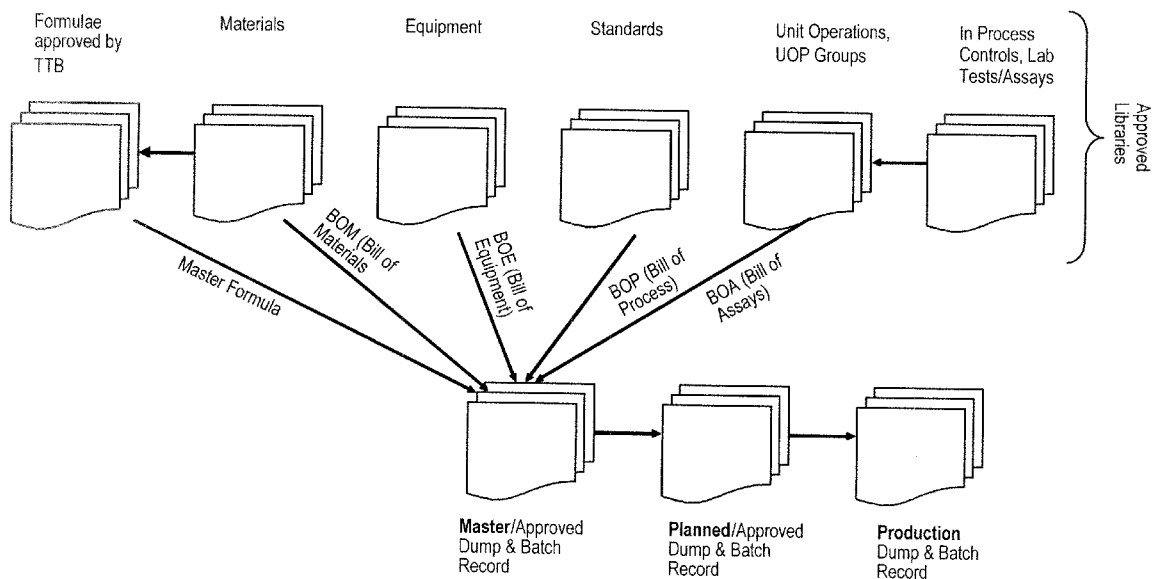 Formulae
approved by
TTB
Materials
Equipment
Standards
Unit Operations,
UOP Groups
In Process
Controls, Lab
Tests/Assays
Approved
Libraries
Master Formula
BOM (Bill of
Materials
BOE (Bill of
Equipment)
BOP (Bill of
Process)
BOA (Bill of
Assays)
Master/Approved
Dump & Batch
Record
Planned/Approved
Dump & Batch
Record
Production
Dump & Batch
Record